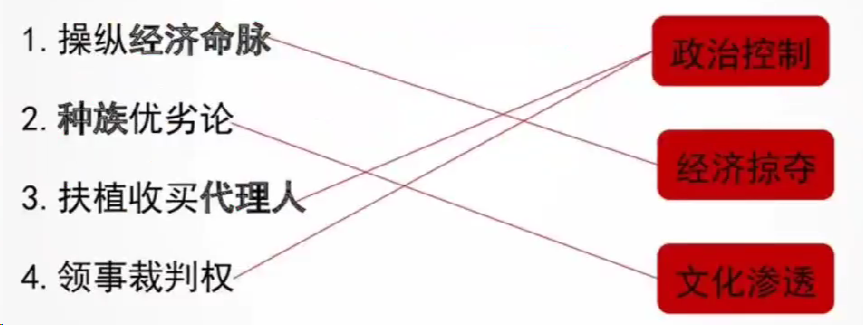 1.操纵经济命脉
政治控制
2.种族优劣论
经济掠夺
3.扶植收买代理人
4.领事裁判权
文化渗透